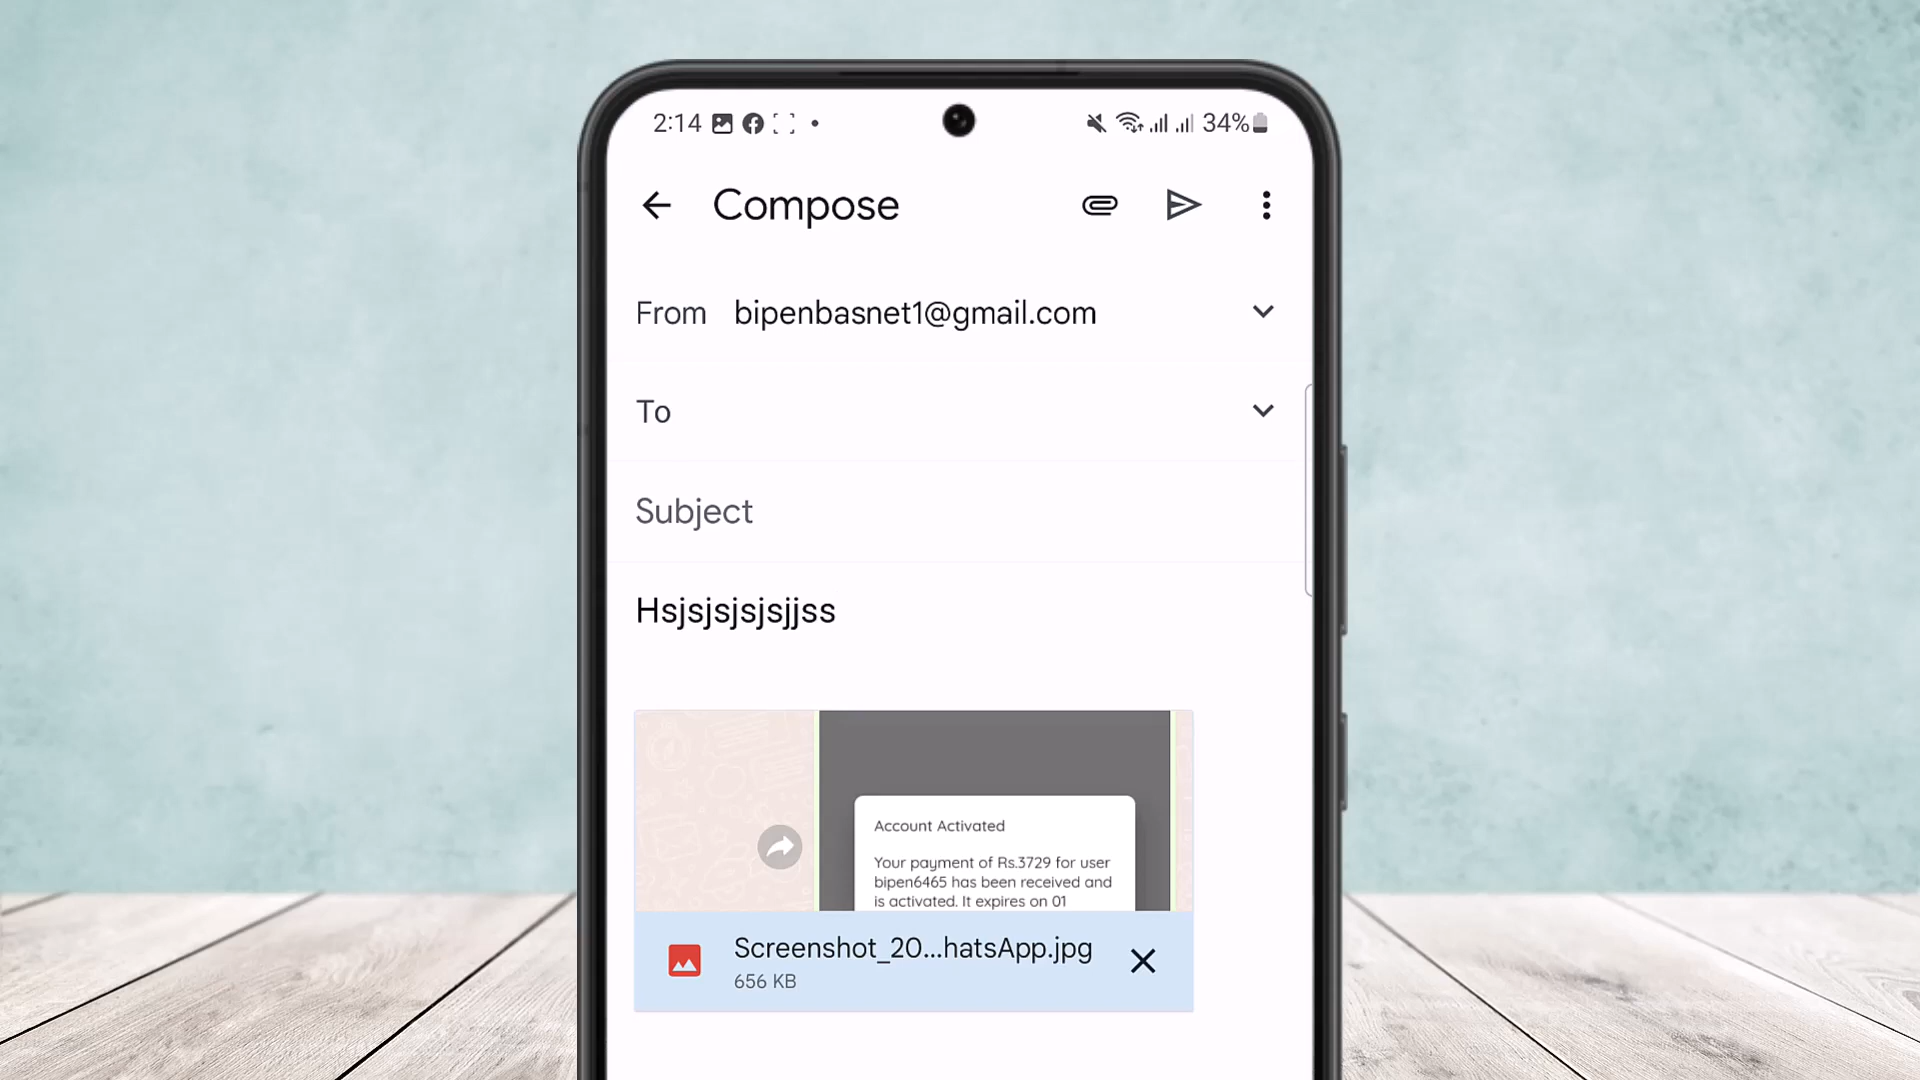 2:14
34%
Compose
From bipenbasnet1@gmail.com
To
Subject
Hsjsjsjsjsjjss
Account Activated
Your payment of Rs.3729 for user
bipen6465 has been received and
is activated. It expires on 01
Screenshot_20...hatsApp.jpg
656 KB